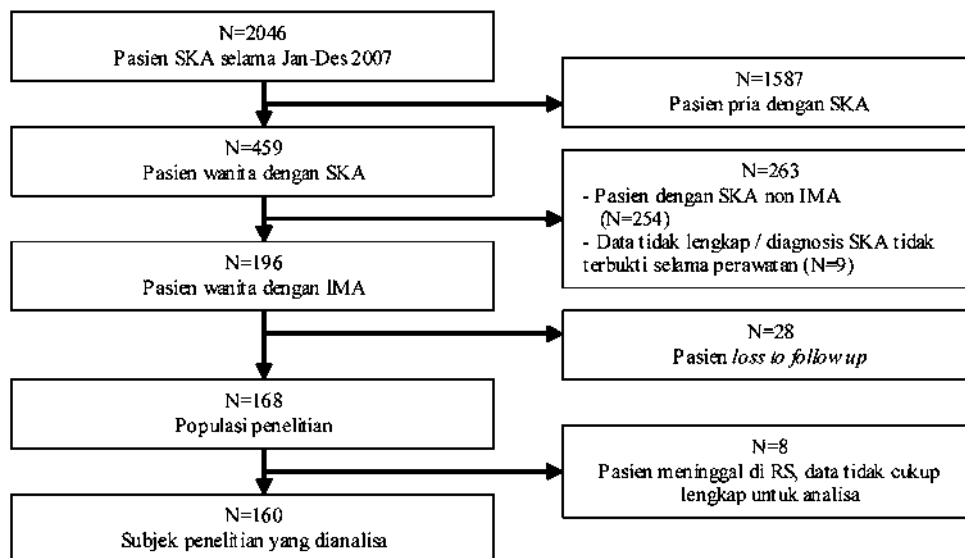 N=2046
Pasien SKA selama Jan-Des 2007
N=1587
Pasien pria dengan SKA
N=459
Pasien wanita dengan SKA
N=263
- Pasien dengan SKA non IMA
(N=254)
- Data tidak lengkap / diagnosis SKA tidak
terbukti selama perawatan (N=9)
N=196
Pasien wanita dengan IMA
N=28
Pasien loss to follow up
N=168
Populasi penelitian
N=8
Pasien meninggal di RS, data tidak cukup
lengkap untuk analisa
N=160
Subjek penelitian yang dianalisa